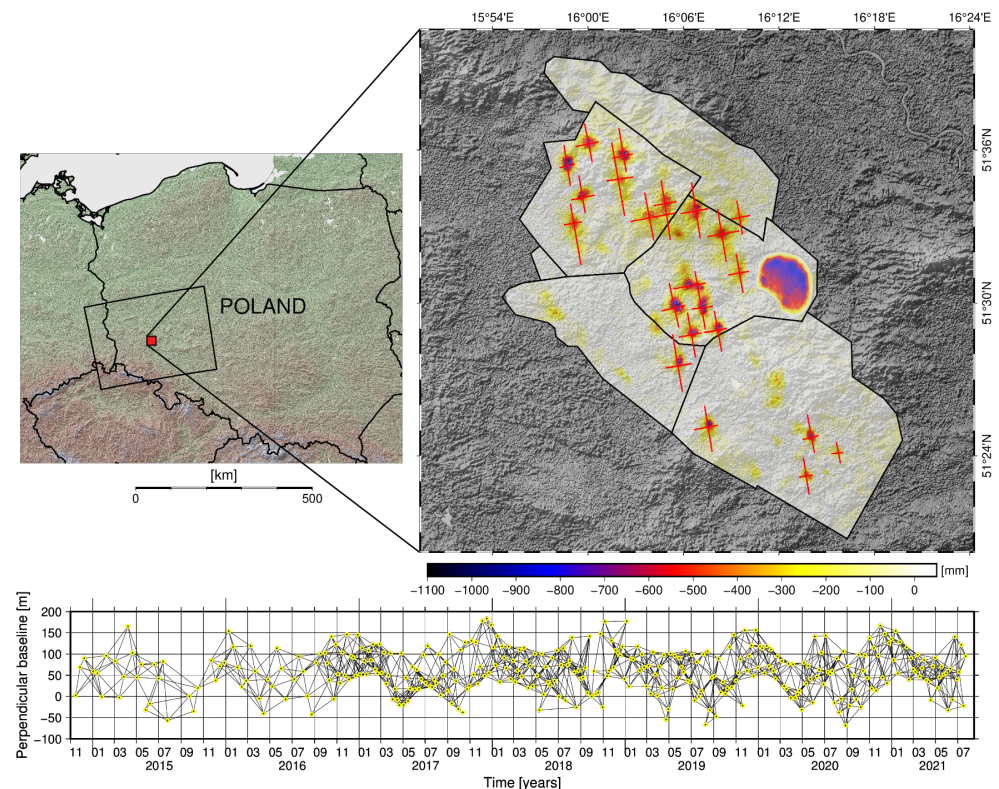 15°54'E 16°00'E 16°06'E 16°12'E 16°18'E 16°24'E
51°36'N
51°30'N
51°24'N
POLAND
[km]
0 500
[mm]
−1100 −1000 −900 −800 −700 −600 −500 −400 −300 −200 −100 0
Perpendicular baseline [m]
200
150
100
50
0
−50
−100
11 01 03 05 07 09 11 01 03 05 07 09 11 01 03 05 07 09 11 01 03 05 07 09 11 01 03 05 07 09 11 01 03 05 07 09 11 01 03 05 07
2015 2016 2017 2018 2019 2020 2021
Time [years]